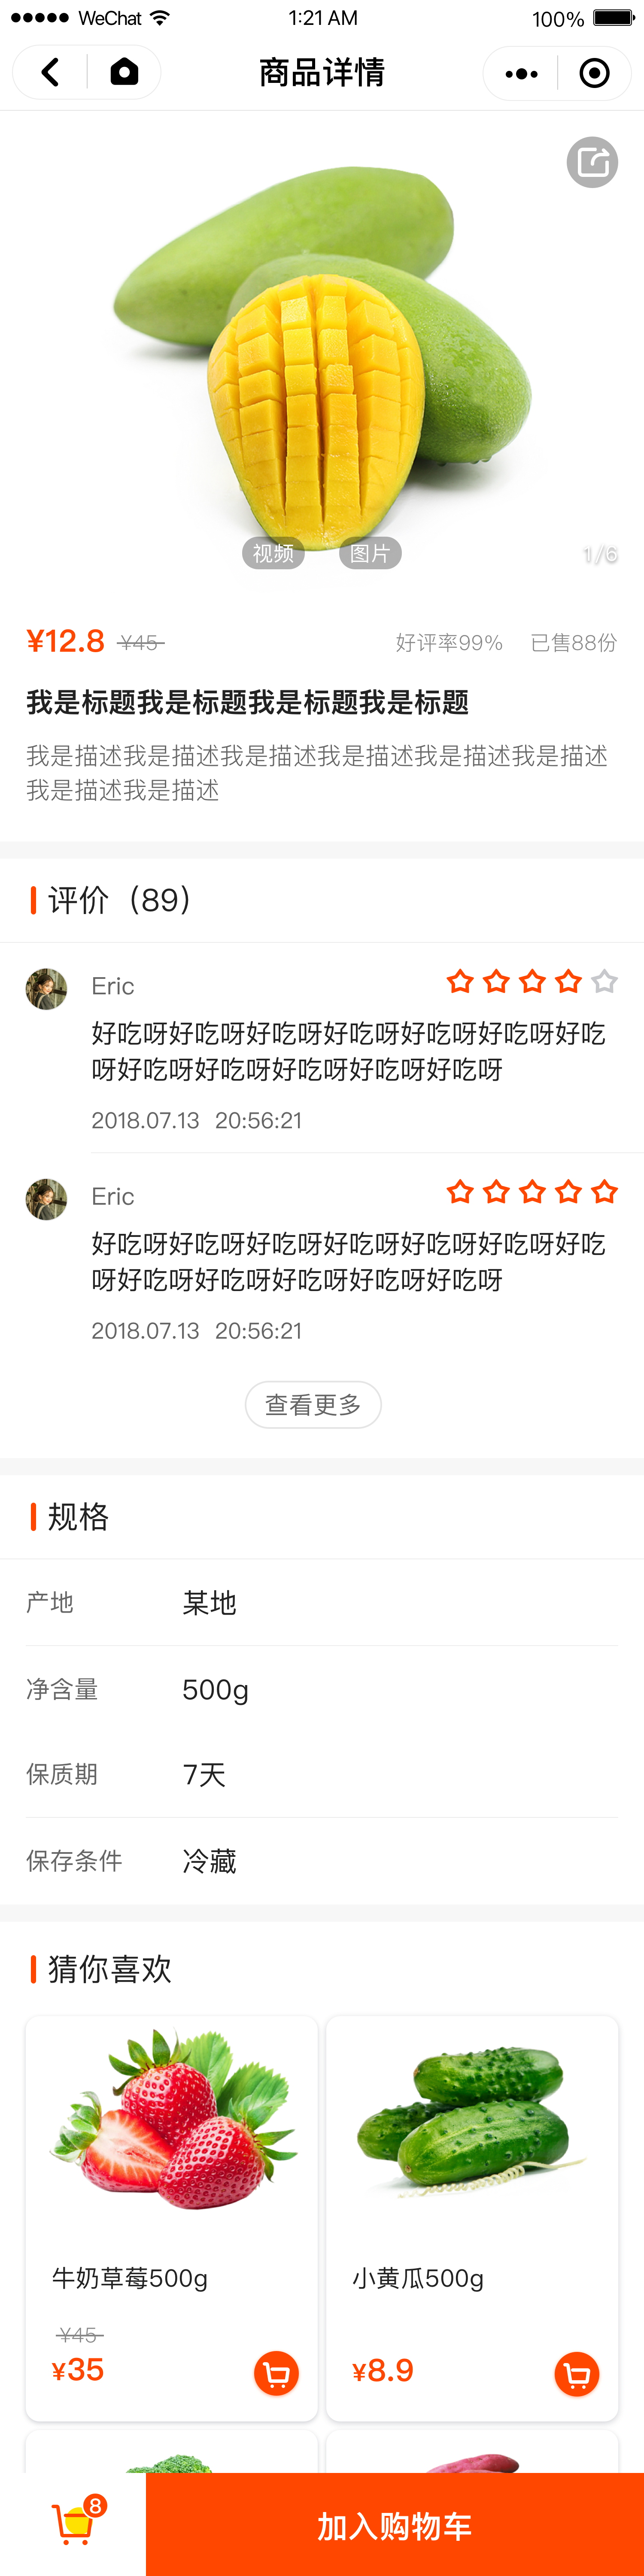 WeChat 1:21 AM 100%
商品详情
视频 图片 1/6
¥12.8 ¥45 好评率99% 已售88份
我是标题我是标题我是标题我是标题
我是描述我是描述我是描述我是描述我是描述我是描述
我是描述我是描述
评价（89）
Eric
好吃呀好吃呀好吃呀好吃呀好吃呀好吃呀好吃
呀好吃呀好吃呀好吃呀好吃呀好吃呀
2018.07.13 20:56:21
Eric
好吃呀好吃呀好吃呀好吃呀好吃呀好吃呀好吃
呀好吃呀好吃呀好吃呀好吃呀好吃呀
2018.07.13 20:56:21
查看更多
规格
产地 某地
净含量 500g
保质期 7天
保存条件 冷藏
猜你喜欢
牛奶草莓500g
¥45
¥35
小黄瓜500g
¥8.9
8
加入购物车